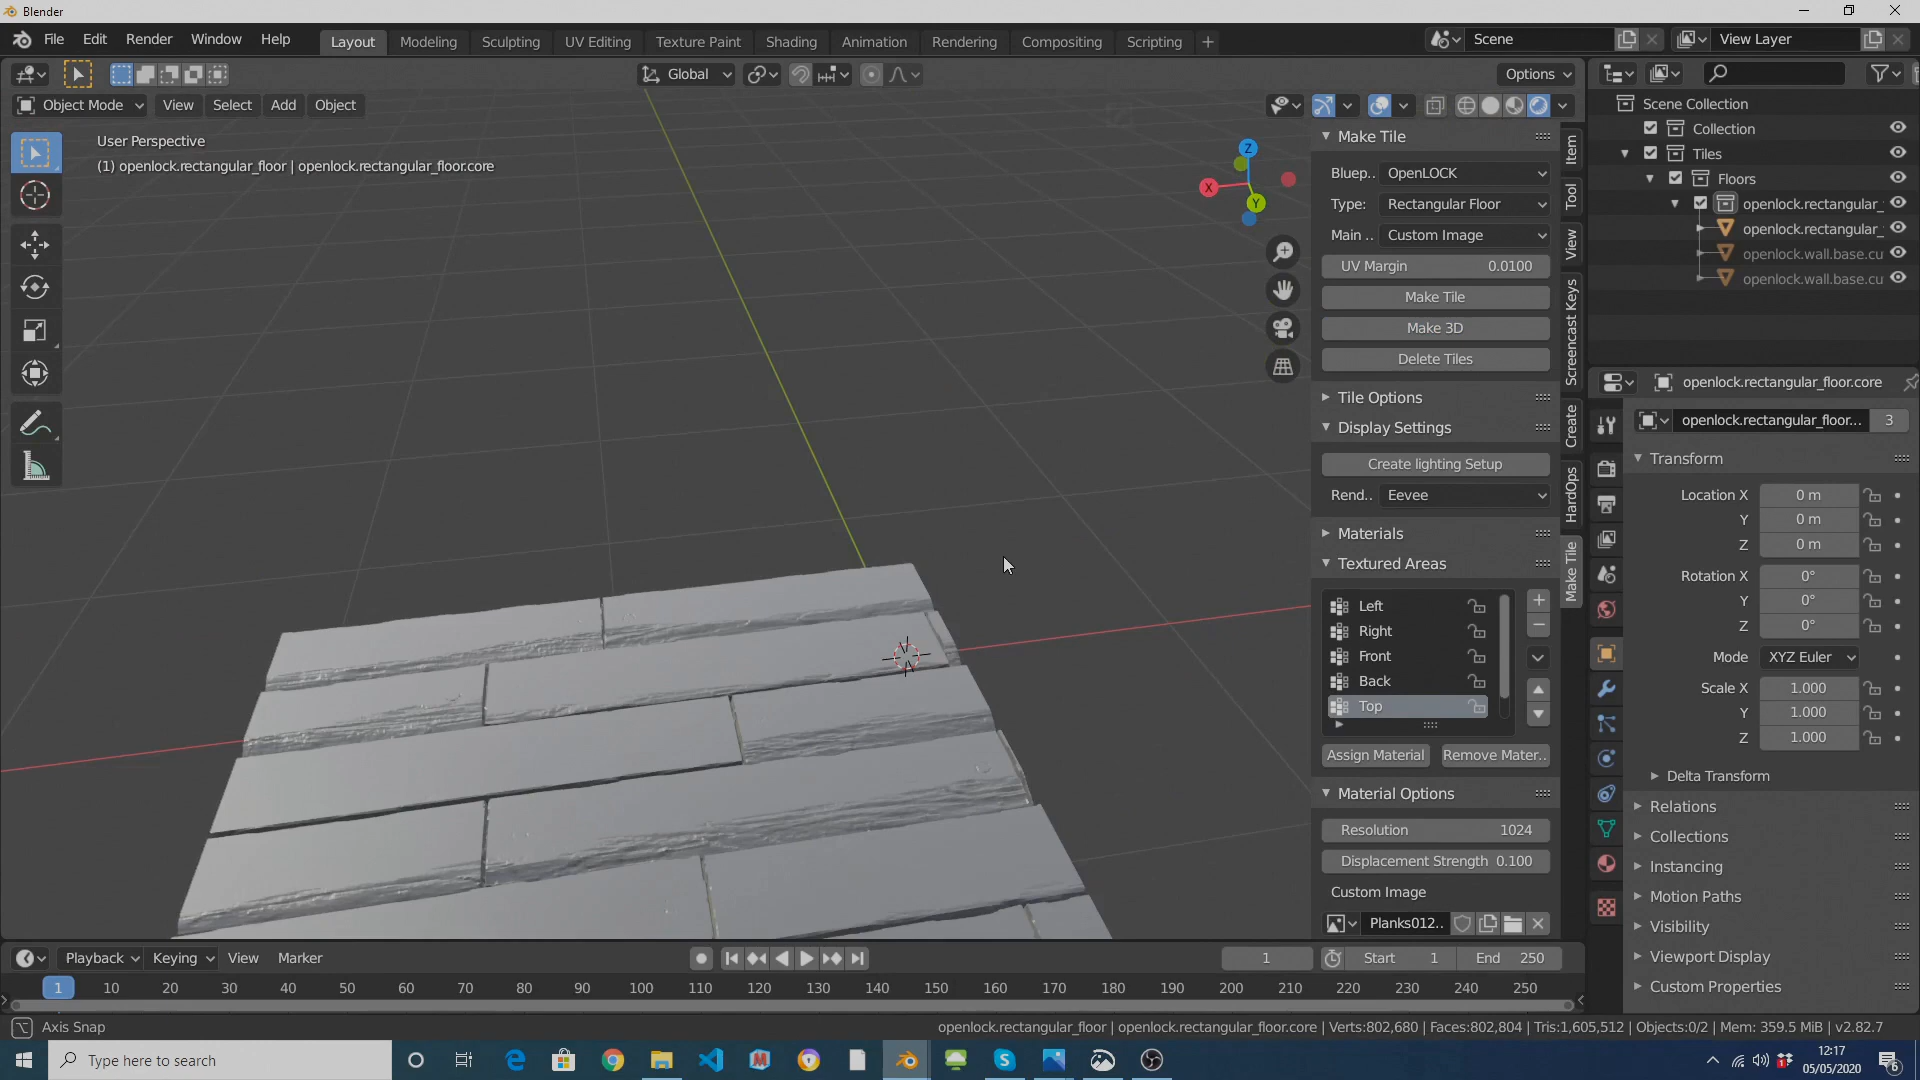 Blender
File Edit Render Window Help
Layout Modeling Sculpting UV Editing Texture Paint Shading Animation Rendering Compositing Scripting +
Scene View Layer
Global Options
Object Mode View Select Add Object
User Perspective
(1) openlock.rectangular_floor | openlock.rectangular_floor.core
Z
X
Y
Make Tile
Bluep.. OpenLOCK
Type: Rectangular Floor
Main .. Custom Image
UV Margin 0.0100
Make Tile
Make 3D
Delete Tiles
Tile Options
Display Settings
Create lighting Setup
Rend.. Eevee
Materials
Textured Areas
Left
Right
Front
Back
Top
Assign Material Remove Mater..
Material Options
Resolution 1024
Displacement Strength 0.100
Custom Image
Planks012..
Item
Tool
View
Screencast Keys
Create
HardOps
Make Tile
Scene Collection
Collection
Tiles
Floors
openlock.rectangular_
openlock.rectangular_
openlock.wall.base.cu
openlock.wall.base.cu
openlock.rectangular_floor.core
openlock.rectangular_floor... 3
Transform
Location X 0 m
Y 0 m
Z 0 m
Rotation X 0°
Y 0°
Z 0°
Mode XYZ Euler
Scale X 1.000
Y 1.000
Z 1.000
Delta Transform
Relations
Collections
Instancing
Motion Paths
Visibility
Viewport Display
Custom Properties
Playback Keying View Marker
1 Start 1 End 250
1 10 20 30 40 50 60 70 80 90 100 110 120 130 140 150 160 170 180 190 200 210 220 230 240 250
Axis Snap
openlock.rectangular_floor | openlock.rectangular_floor.core | Verts:802,680 | Faces:802,804 | Tris:1,605,512 | Objects:0/2 | Mem: 359.5 MiB | v2.82.7
Type here to search
12:17
05/05/2020
6